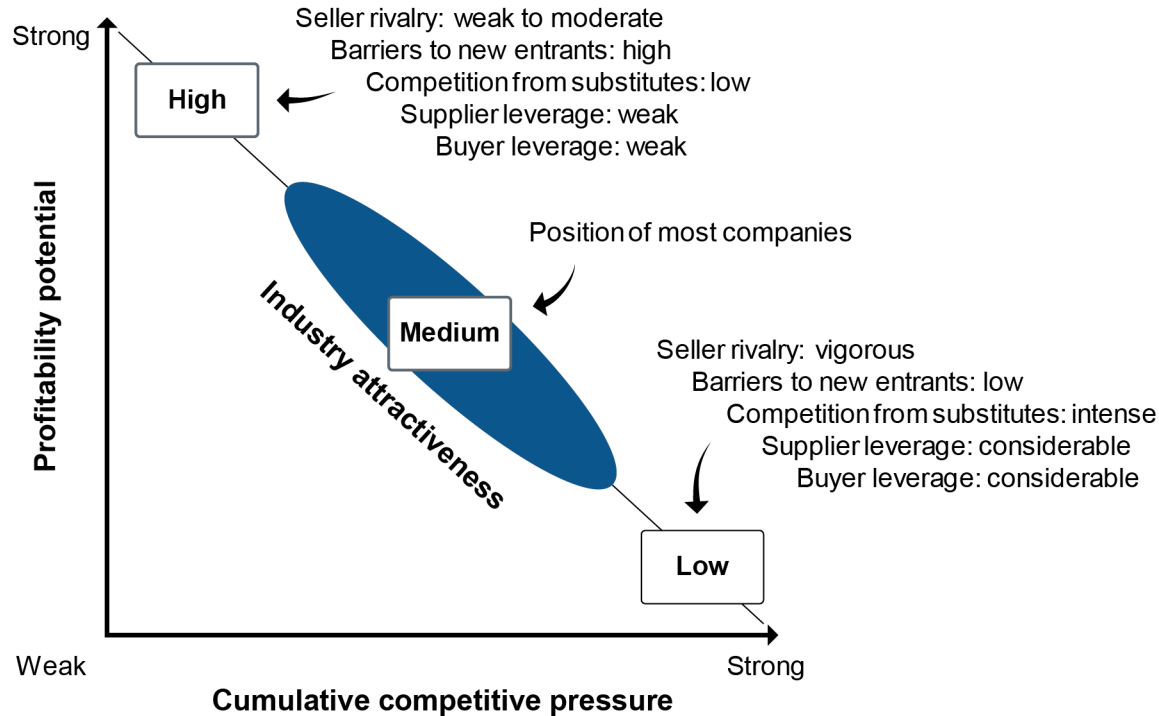 Strong
Seller rivalry: weak to moderate
Barriers to new entrants: high
Competition from substitutes: low
Supplier leverage: weak
Buyer leverage: weak
High
Profitability potential
Position of most companies
Medium
Industry attractiveness
Seller rivalry: vigorous
Barriers to new entrants: low
Competition from substitutes: intense
Supplier leverage: considerable
Buyer leverage: considerable
Low
Weak
Strong
Cumulative competitive pressure